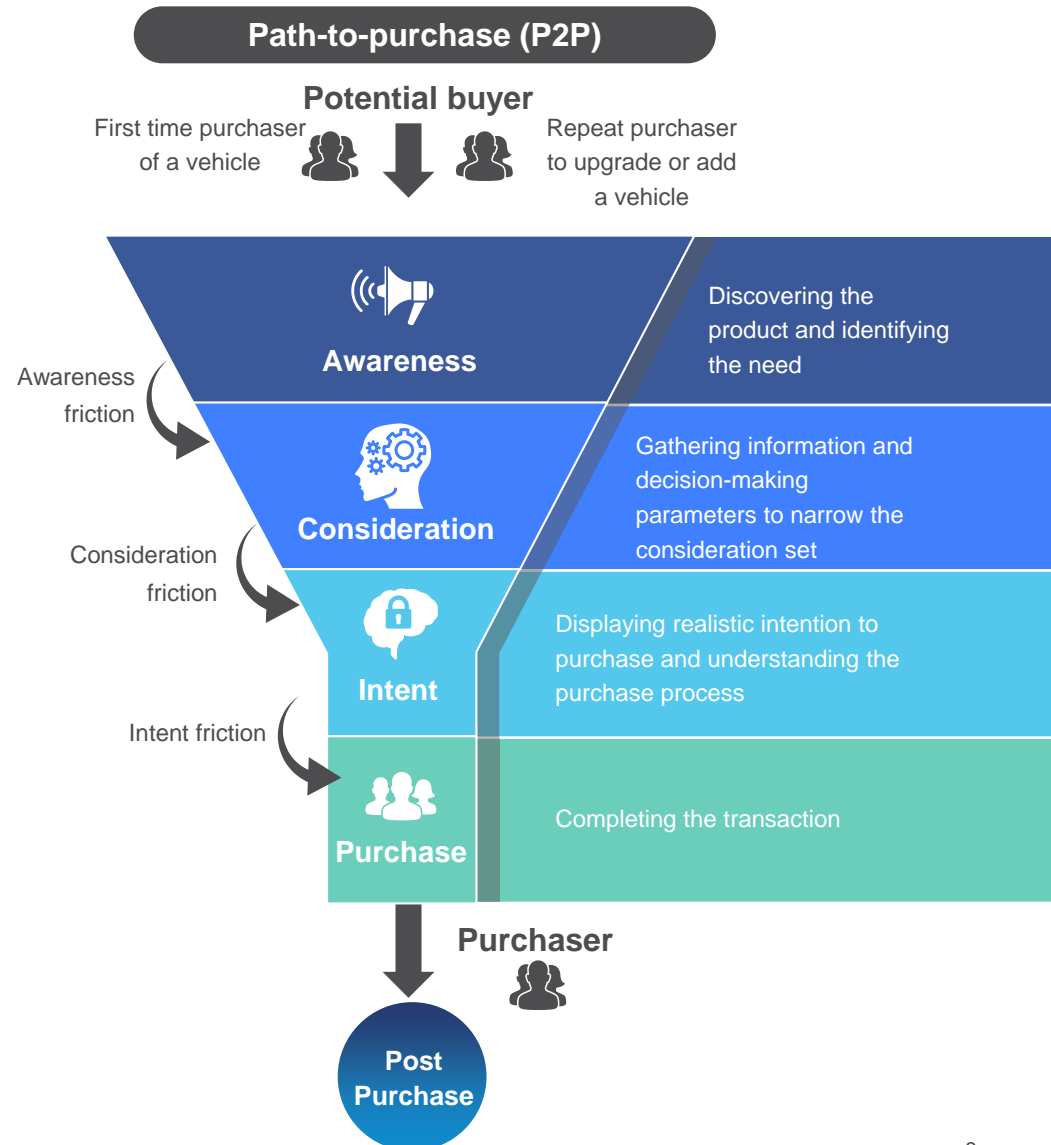 Path-to-purchase (P2P)
Potential buyer
First time purchaser
of a vehicle
Repeat purchaser
to upgrade or add
a vehicle
Awareness
Discovering the
product and identifying
the need
Awareness
friction
Consideration
Gathering information and
decision-making
parameters to narrow the
consideration set
Consideration
friction
Intent
Displaying realistic intention to
purchase and understanding the
purchase process
Intent friction
Purchase
Completing the transaction
Purchaser
Post
Purchase